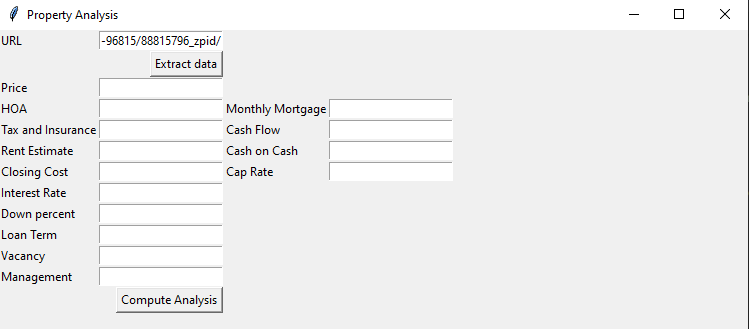 Property Analysis
URL -96815/88815796_zpid/
Extract data
Price
HOA Monthly Mortgage
Tax and Insurance Cash Flow
Rent Estimate Cash on Cash
Closing Cost Cap Rate
Interest Rate
Down percent
Loan Term
Vacancy
Management
Compute Analysis